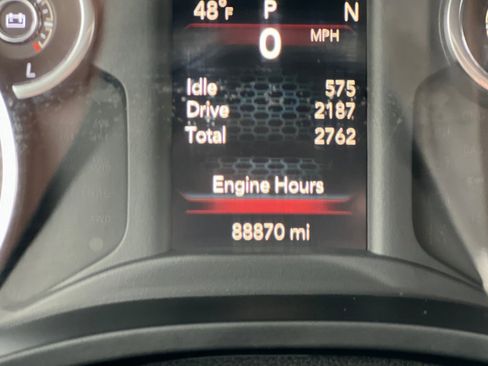 48°F P N
0 MPH
Idle 575
Drive 2187
Total 2762
Engine Hours
88870 mi
L